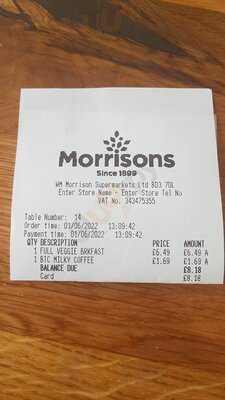 Morrisons
Since 1899
WM Morrison Supermarkets Ltd BD3 7DL
Enter Store Name - Enter Store Tel No
VAT No. 343475355
Table Number: 14
Order time: 01/06/2022 13:09:42
Payment time: 01/06/2022 13:09:42
QTY DESCRIPTION PRICE AMOUNT
1 FULL VEGGIE BRKFAST £6.49 £6.49 A
1 BIG MILKY COFFEE £1.69 £1.69 A
BALANCE DUE £8.18
Card £8.18